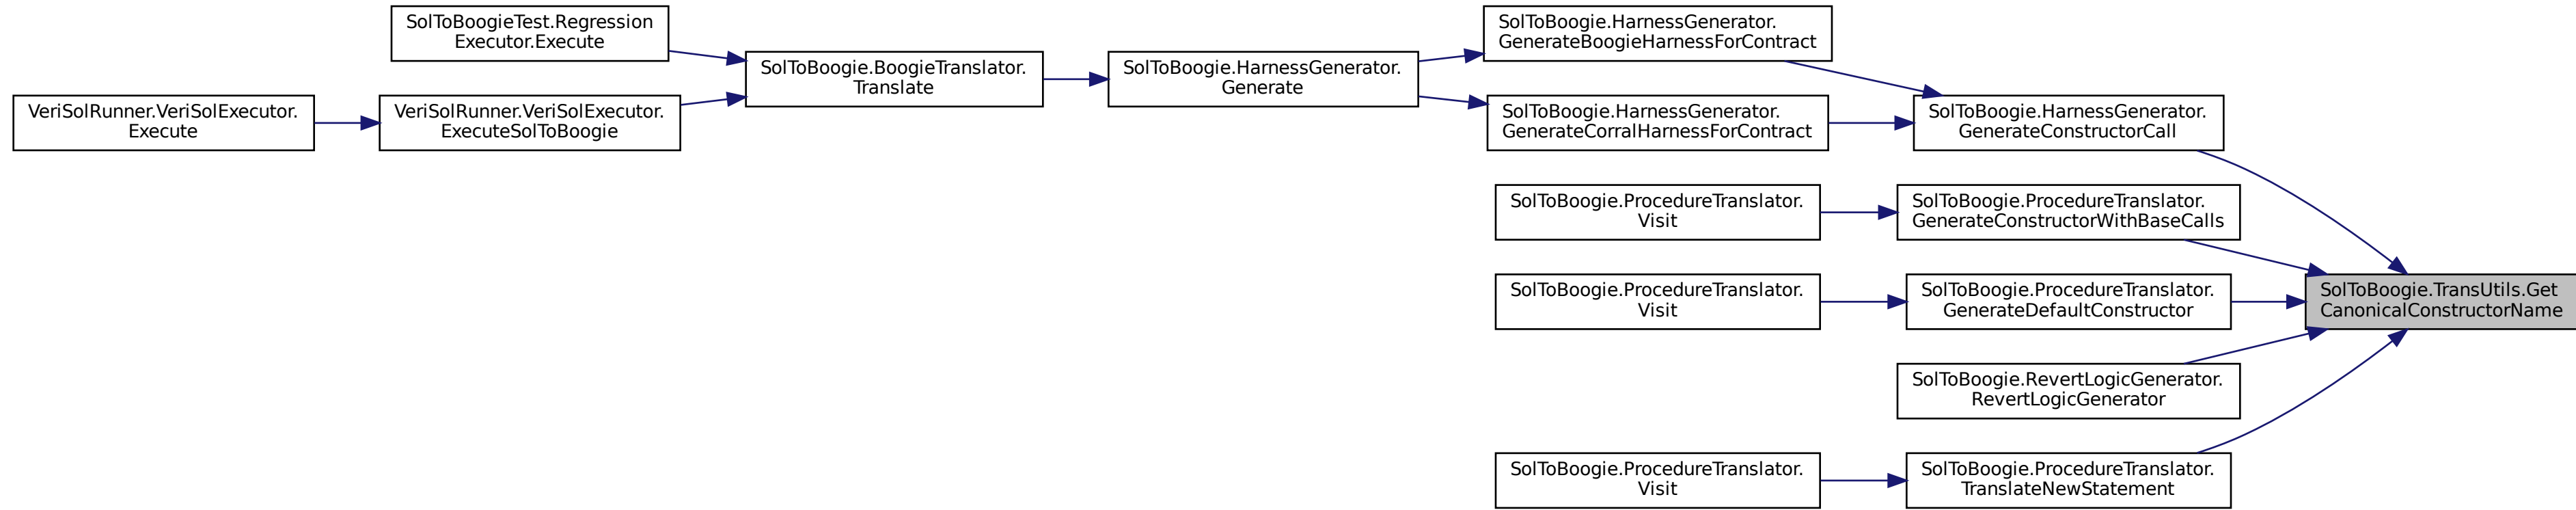 SolToBoogieTest.Regression
Executor.Execute
VeriSolRunner.VeriSolExecutor.
Execute
VeriSolRunner.VeriSolExecutor.
ExecuteSolToBoogie
SolToBoogie.BoogieTranslator.
Translate
SolToBoogie.HarnessGenerator.
Generate
SolToBoogie.HarnessGenerator.
GenerateBoogieHarnessForContract
SolToBoogie.HarnessGenerator.
GenerateCorralHarnessForContract
SolToBoogie.HarnessGenerator.
GenerateConstructorCall
SolToBoogie.ProcedureTranslator.
Visit
SolToBoogie.ProcedureTranslator.
GenerateConstructorWithBaseCalls
SolToBoogie.ProcedureTranslator.
Visit
SolToBoogie.ProcedureTranslator.
GenerateDefaultConstructor
SolToBoogie.TransUtils.Get
CanonicalConstructorName
SolToBoogie.RevertLogicGenerator.
RevertLogicGenerator
SolToBoogie.ProcedureTranslator.
Visit
SolToBoogie.ProcedureTranslator.
TranslateNewStatement